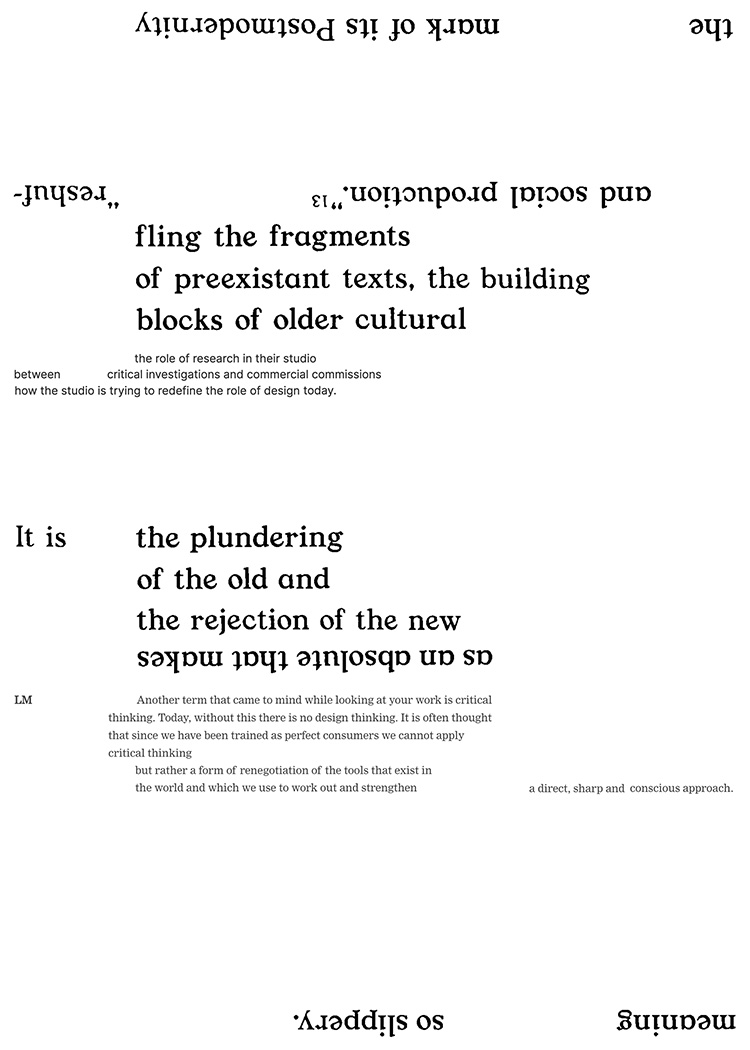 the mark of its Postmodernity
and social production.”13 “reshuf-
fling the fragments
of preexistant texts, the building
blocks of older cultural
the role of research in their studio
between critical investigations and commercial commissions
how the studio is trying to redefine the role of design today.
It is the plundering
of the old and
the rejection of the new
as an absolute that makes
LM Another term that came to mind while looking at your work is critical
thinking. Today, without this there is no design thinking. It is often thought
that since we have been trained as perfect consumers we cannot apply
critical thinking
but rather a form of renegotiation of the tools that exist in
the world and which we use to work out and strengthen a direct, sharp and conscious approach.
meaning so slippery.